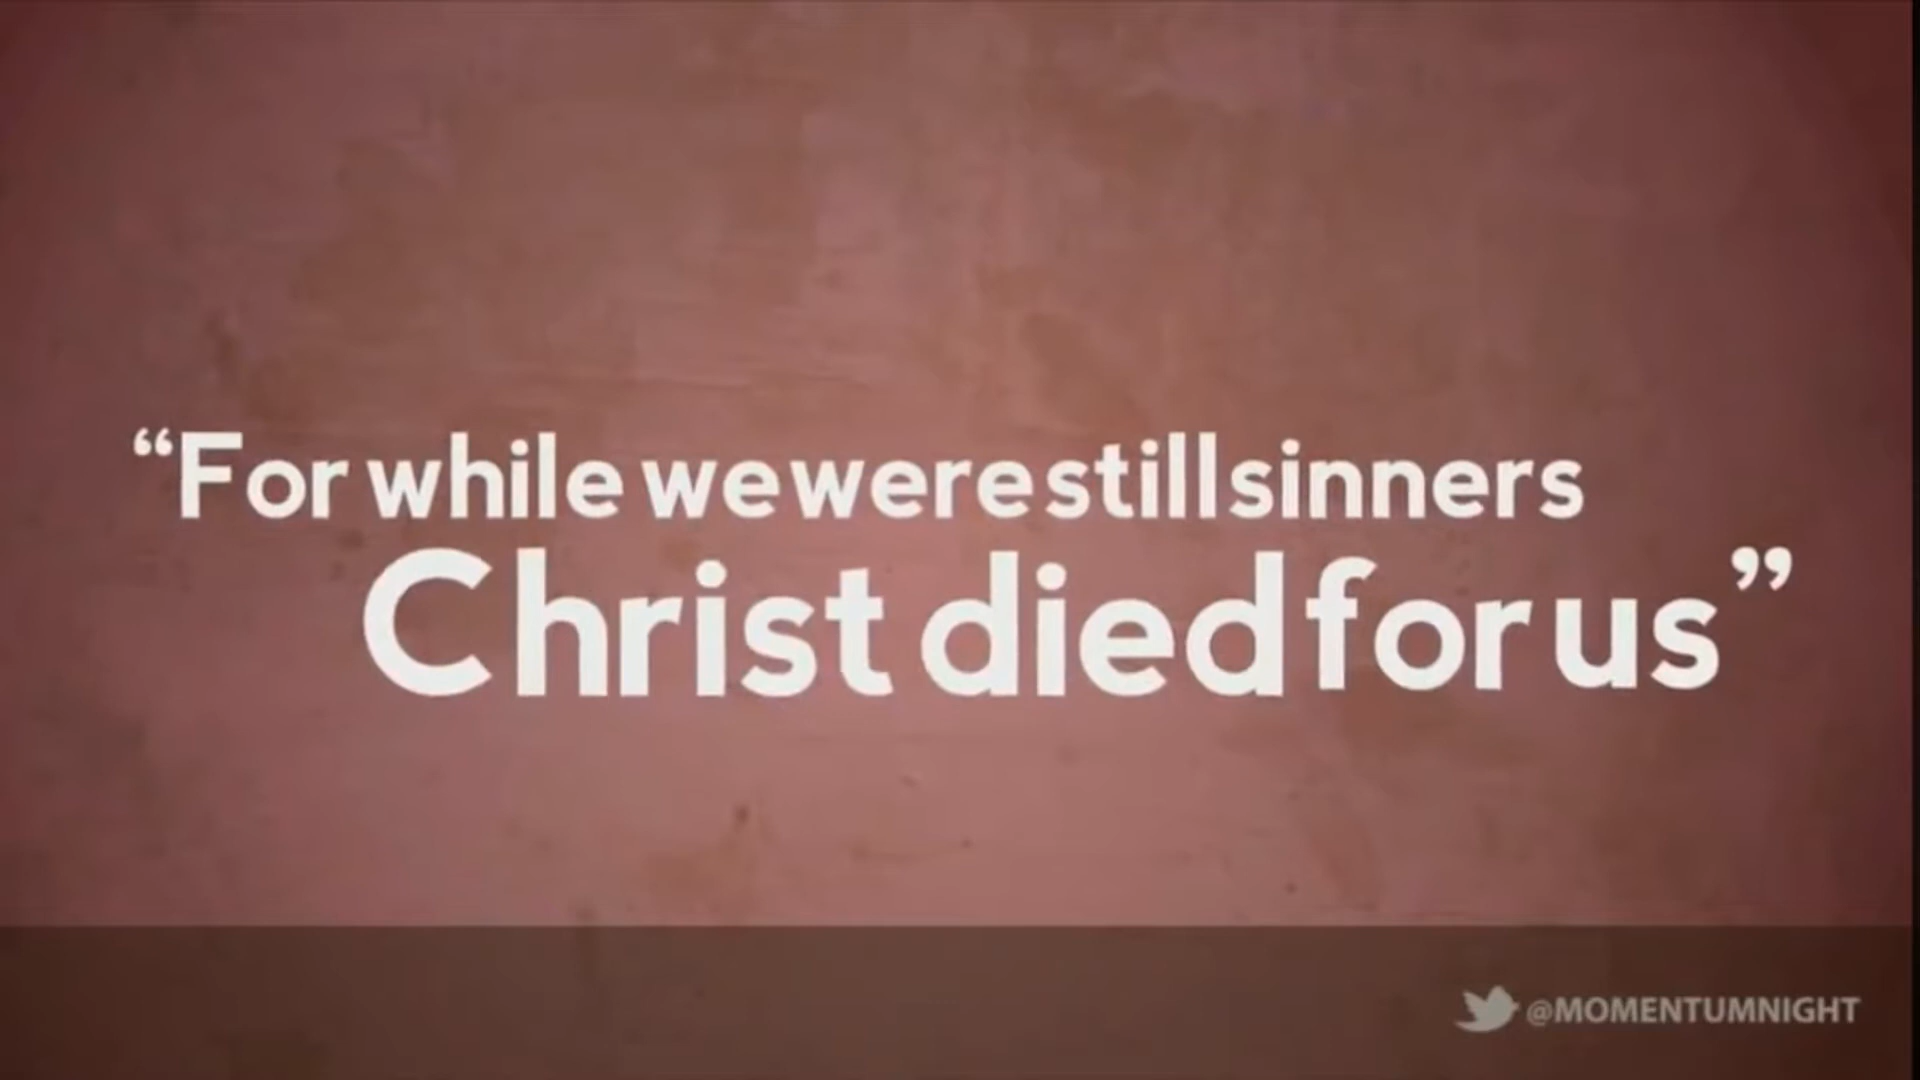 “For while we were still sinners
Christ died for us”
@MOMENTUMNIGHT